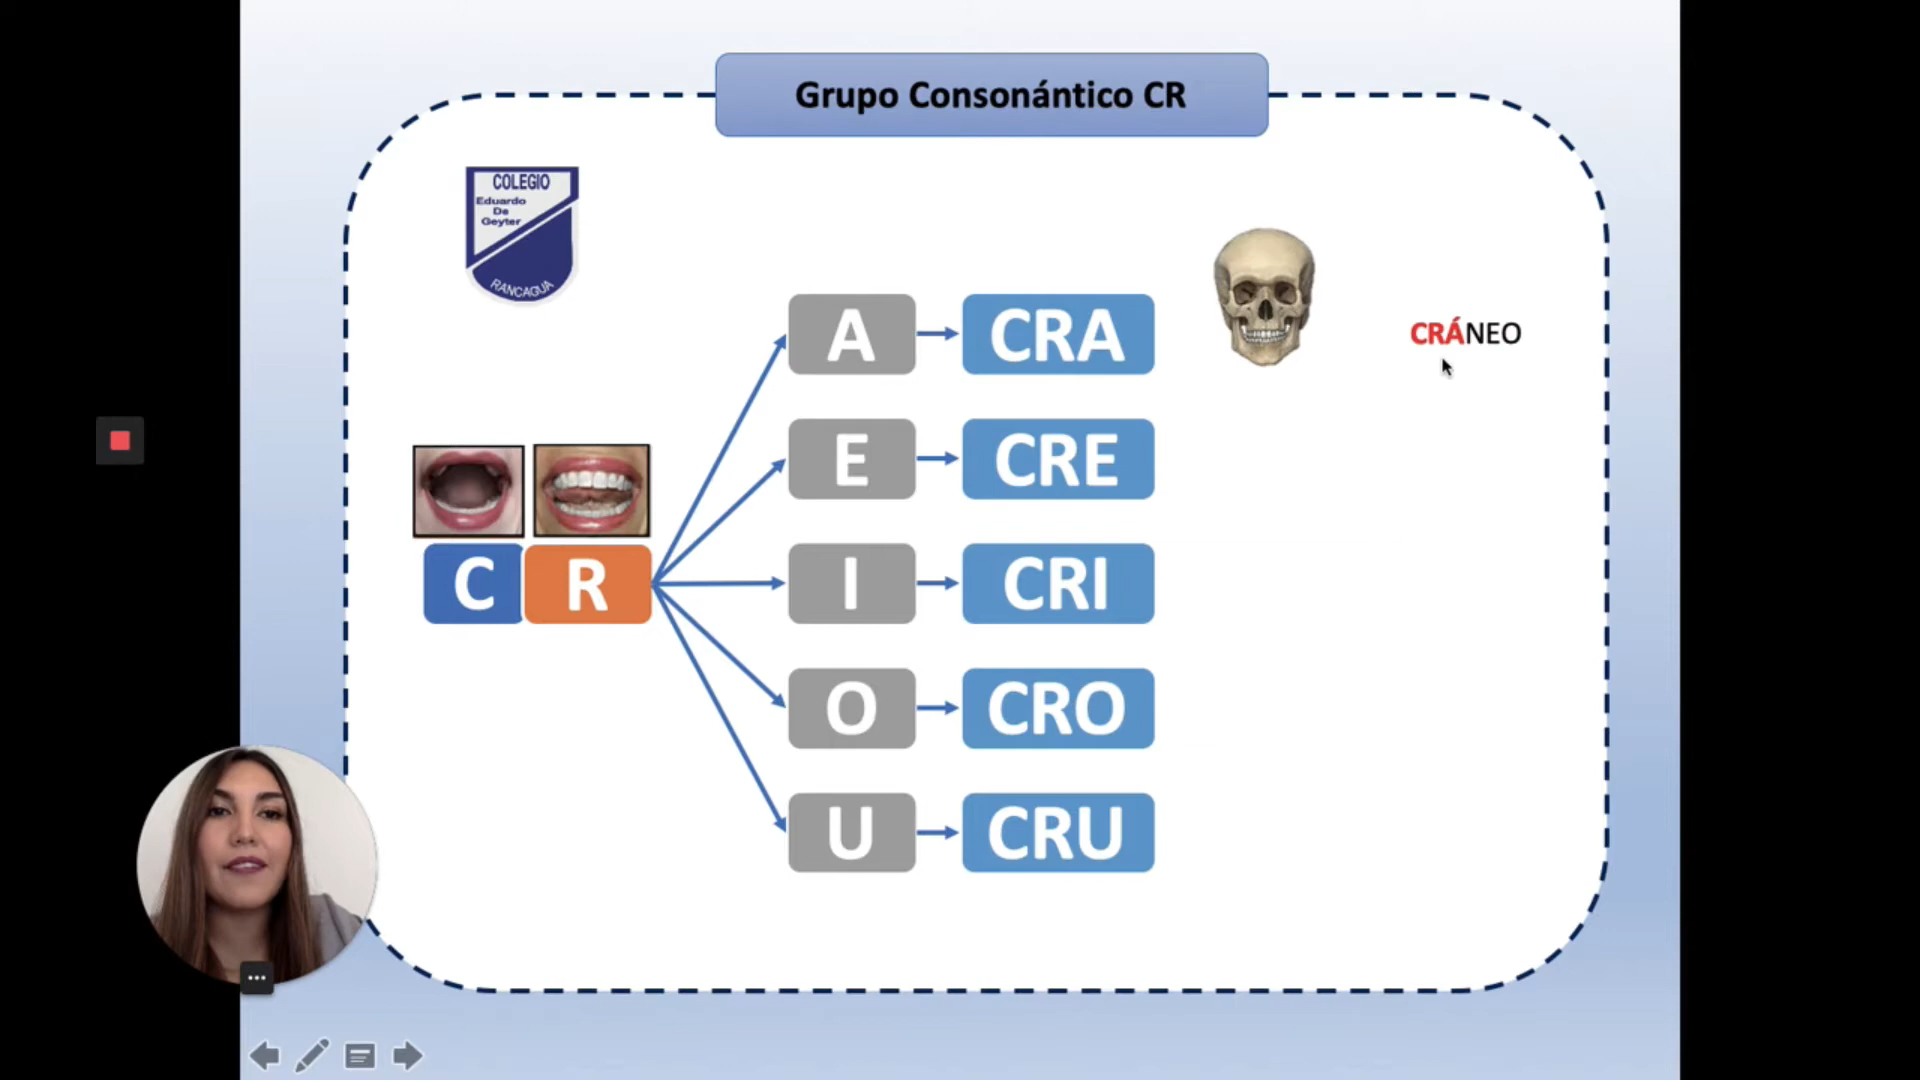 Grupo Consonántico CR
COLEGIO
Eduardo
De
Geyter
RANCAGUA
A
CRA
CRÁNEO
E
CRE
C
R
I
CRI
O
CRO
U
CRU